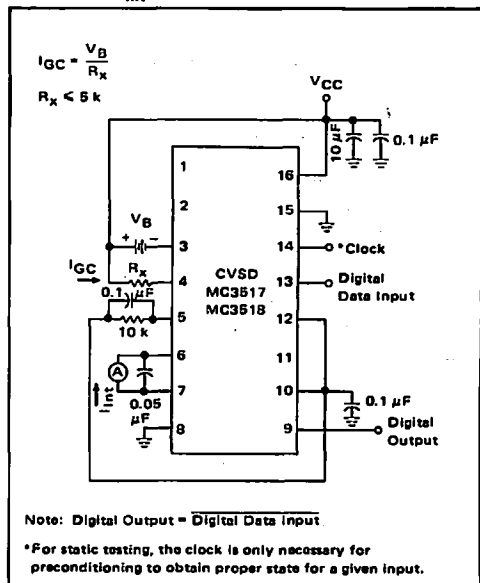 I_GC = V_B / R_x
R_x ≤ 5 k
V_CC
10 µF
0.1 µF
1
16
2
15
V_B
+ −
3
14
*Clock
I_GC
R_x
4
CVSD
MC3517
MC3518
13
Digital
Data Input
0.1 µF
5
12
10 k
6
11
A
7
10
0.1 µF
I_Int
0.05
µF
8
9
Digital
Output
Note: Digital Output = Digital Data Input
*For static testing, the clock is only necessary for
preconditioning to obtain proper state for a given input.